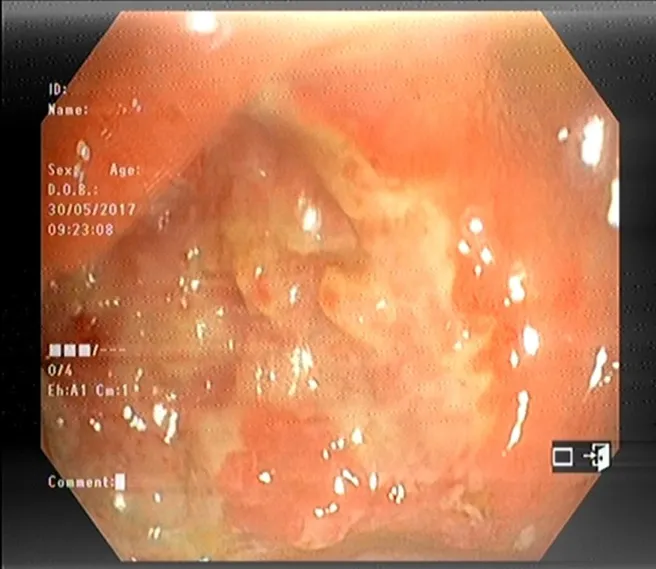 ID:
Name:
Sex: Age:
D.O.B.:
30/05/2017
09:23:08
■■■/---
0/4
Eh:A1 Cm:1
Comment: